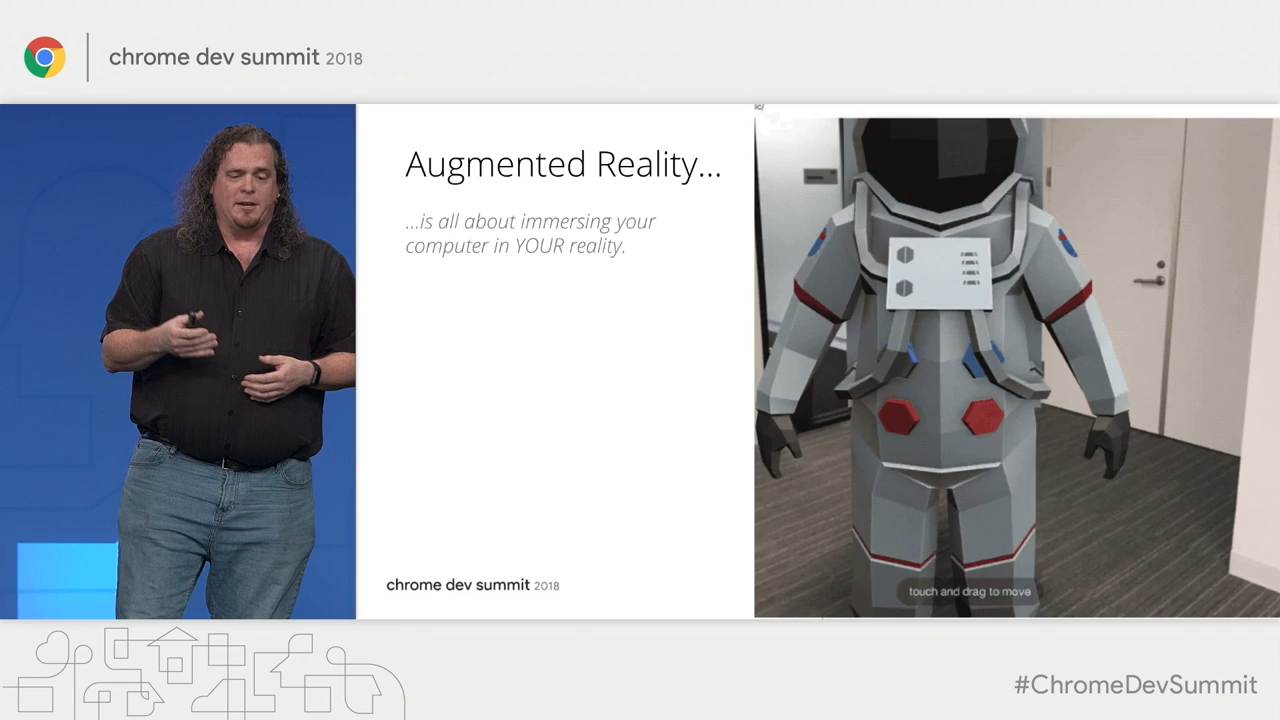 chrome dev summit 2018
Augmented Reality...
...is all about immersing your
computer in YOUR reality.
touch and drag to move
chrome dev summit 2018
#ChromeDevSummit